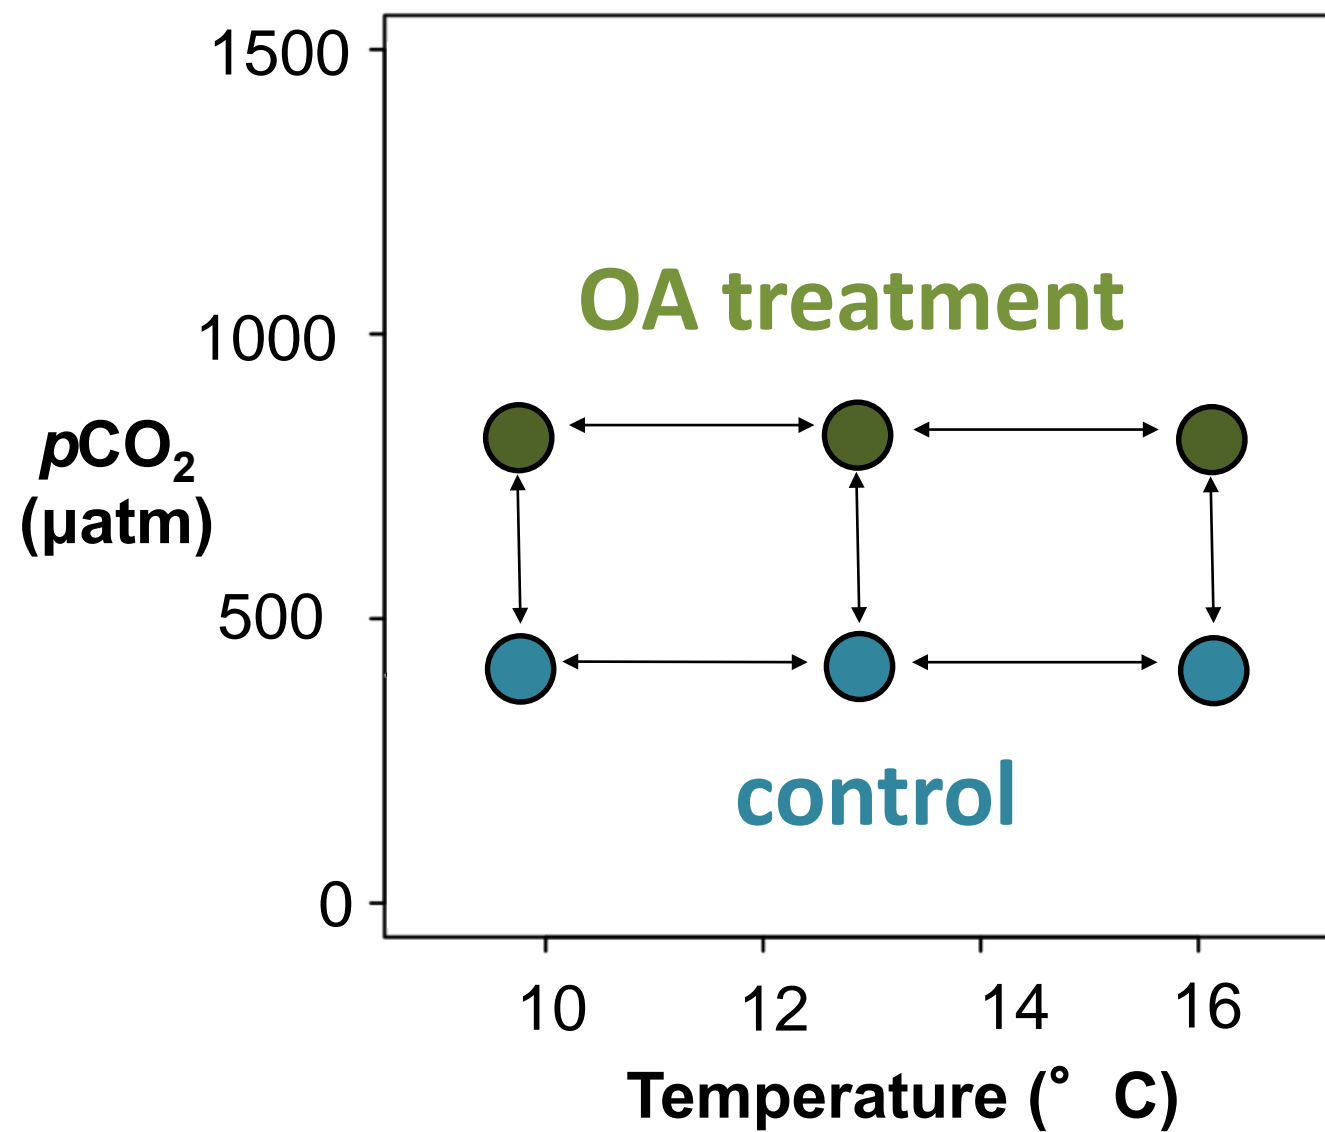 1500
OA treatment
1000
pCO₂
(µatm)
500
control
0
10 12 14 16
Temperature (° C)